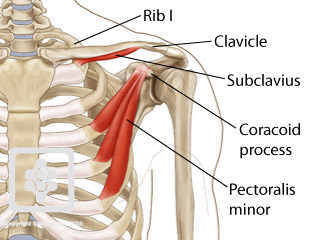 Rib I
Clavicle
Subclavius
Coracoid
process
Pectoralis
minor